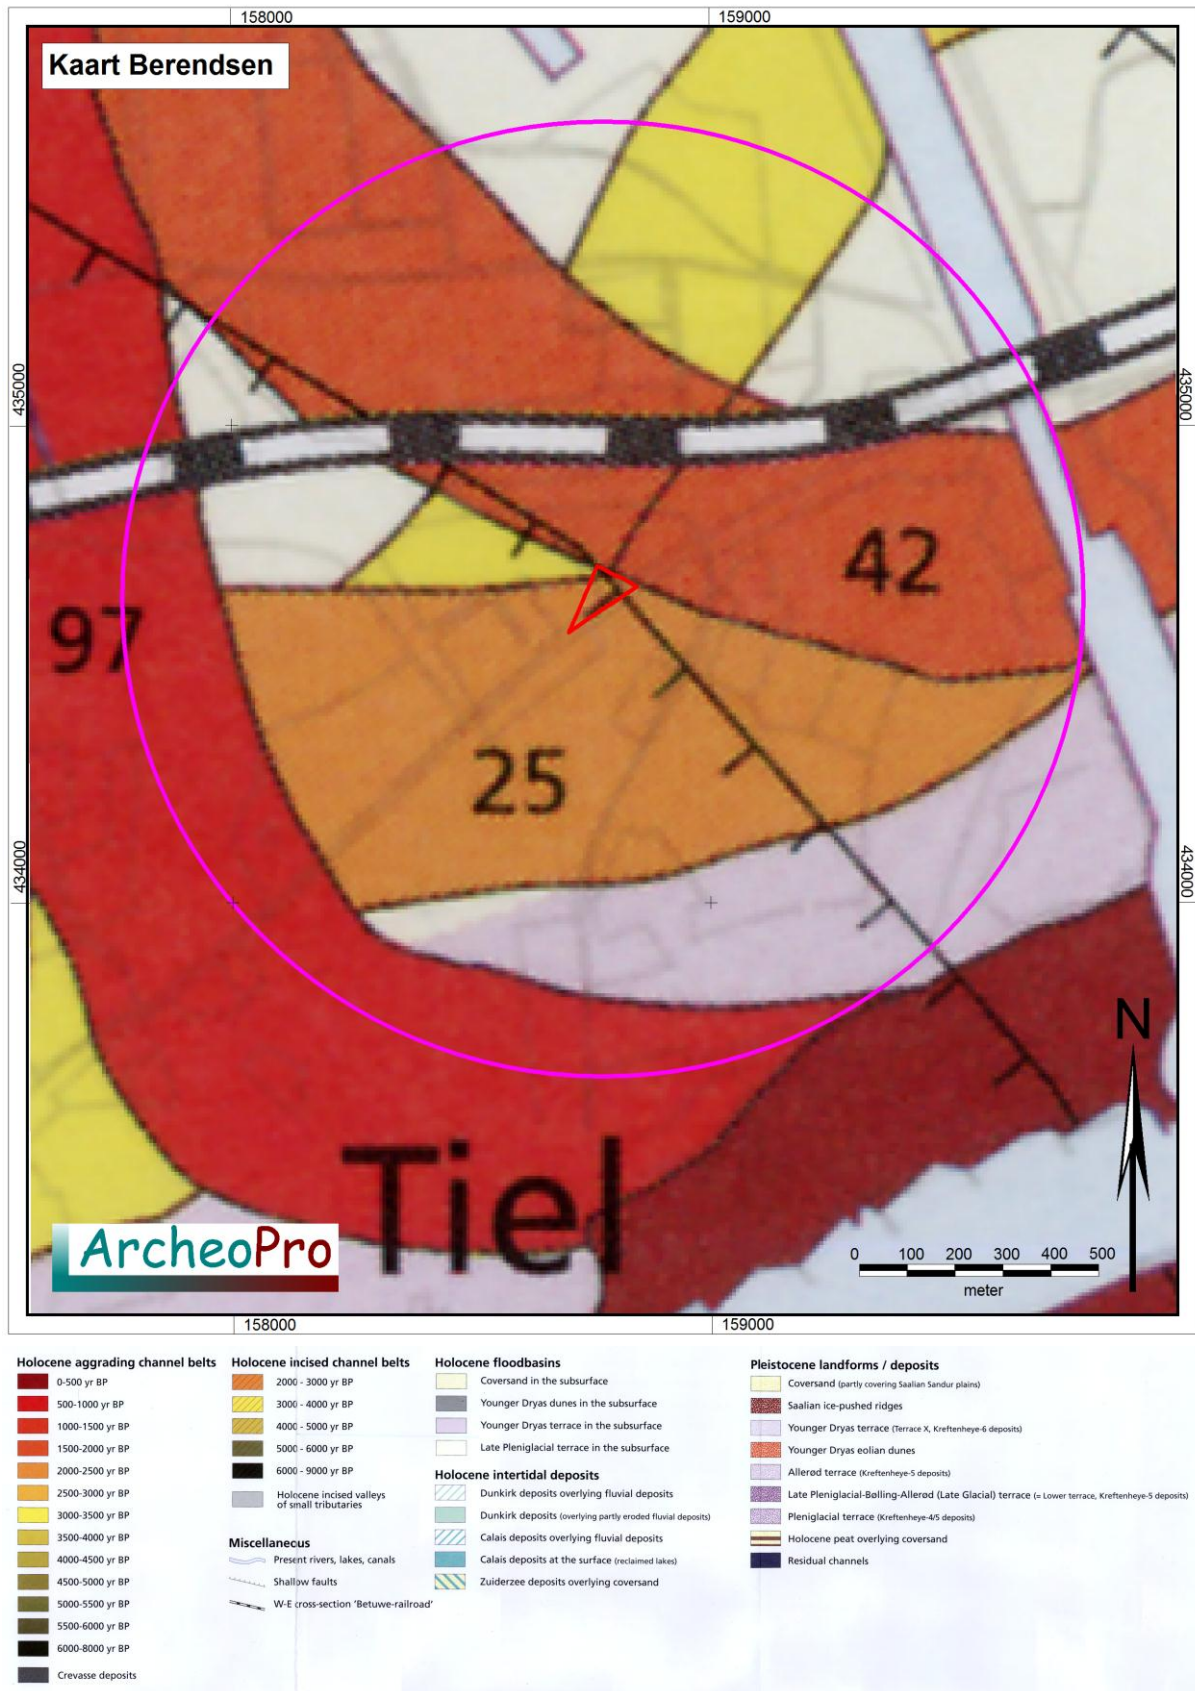 158000
159000
Kaart Berendsen
435000
435000
42
97
25
434000
434000
N
Tiel
ArcheoPro
0 100 200 300 400 500
meter
158000
159000
Holocene aggrading channel belts
0-500 yr BP
500-1000 yr BP
1000-1500 yr BP
1500-2000 yr BP
2000-2500 yr BP
2500-3000 yr BP
3000-3500 yr BP
3500-4000 yr BP
4000-4500 yr BP
4500-5000 yr BP
5000-5500 yr BP
5500-6000 yr BP
6000-8000 yr BP
Crevasse deposits
Holocene incised channel belts
2000 - 3000 yr BP
3000 - 4000 yr BP
4000 - 5000 yr BP
5000 - 6000 yr BP
6000 - 9000 yr BP
Holocene incised valleys
of small tributaries
Miscellaneous
Present rivers, lakes, canals
Shallow faults
W-E cross-section 'Betuwe-railroad'
Holocene floodbasins
Coversand in the subsurface
Younger Dryas dunes in the subsurface
Younger Dryas terrace in the subsurface
Late Pleniglacial terrace in the subsurface
Holocene intertidal deposits
Dunkirk deposits overlying fluvial deposits
Dunkirk deposits (overlying partly eroded fluvial deposits)
Calais deposits overlying fluvial deposits
Calais deposits at the surface (reclaimed lakes)
Zuiderzee deposits overlying coversand
Pleistocene landforms / deposits
Coversand (partly covering Saalian Sandur plains)
Saalian ice-pushed ridges
Younger Dryas terrace (Terrace X, Kreftenheye-6 deposits)
Younger Dryas eolian dunes
Allerød terrace (Kreftenheye-5 deposits)
Late Pleniglacial-Bølling-Allerød (Late Glacial) terrace (= Lower terrace, Kreftenheye-5 deposits)
Pleniglacial terrace (Kreftenheye-4/5 deposits)
Holocene peat overlying coversand
Residual channels